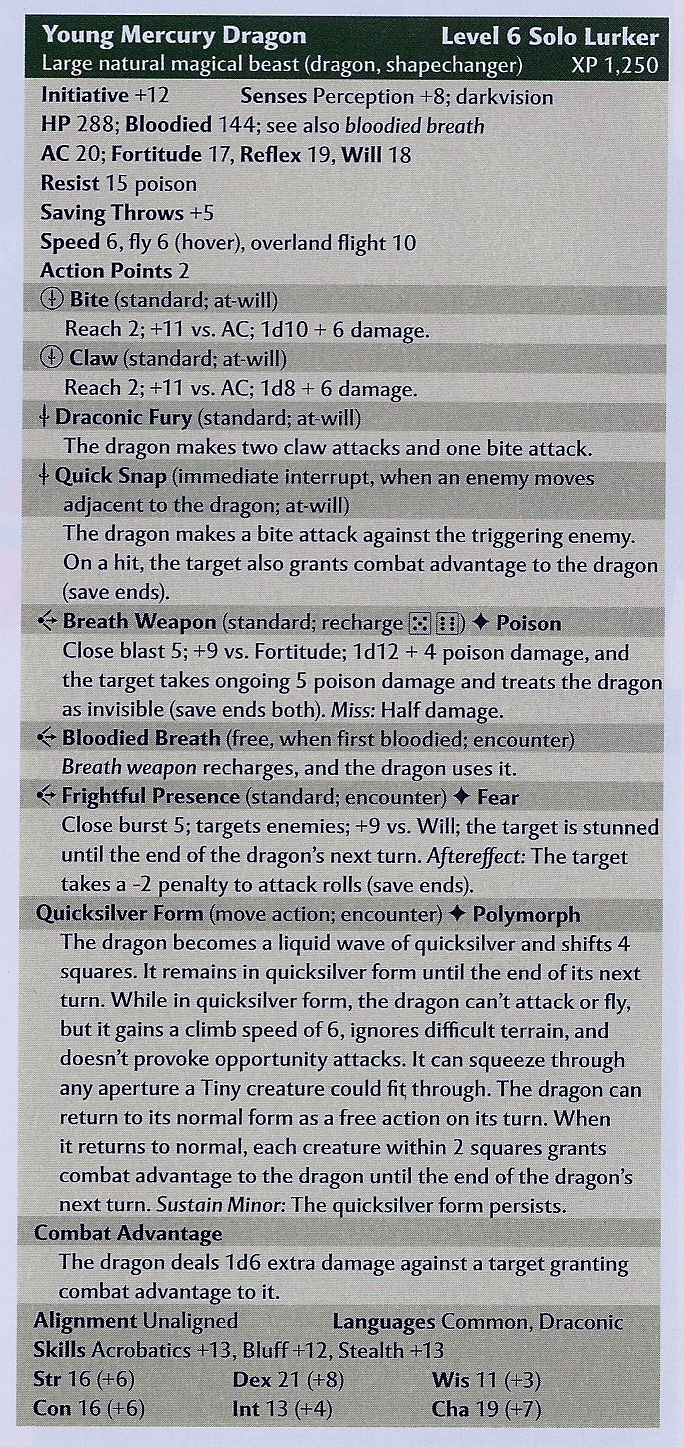 Young Mercury Dragon Level 6 Solo Lurker
Large natural magical beast (dragon, shapechanger) XP 1,250
Initiative +12 Senses Perception +8; darkvision
HP 288; Bloodied 144; see also bloodied breath
AC 20; Fortitude 17, Reflex 19, Will 18
Resist 15 poison
Saving Throws +5
Speed 6, fly 6 (hover), overland flight 10
Action Points 2
Bite (standard; at-will)
Reach 2; +11 vs. AC; 1d10 + 6 damage.
Claw (standard; at-will)
Reach 2; +11 vs. AC; 1d8 + 6 damage.
Draconic Fury (standard; at-will)
The dragon makes two claw attacks and one bite attack.
Quick Snap (immediate interrupt, when an enemy moves
adjacent to the dragon; at-will)
The dragon makes a bite attack against the triggering enemy.
On a hit, the target also grants combat advantage to the dragon
(save ends).
Breath Weapon (standard; recharge ⚄ ⚅) ✦ Poison
Close blast 5; +9 vs. Fortitude; 1d12 + 4 poison damage, and
the target takes ongoing 5 poison damage and treats the dragon
as invisible (save ends both). Miss: Half damage.
Bloodied Breath (free, when first bloodied; encounter)
Breath weapon recharges, and the dragon uses it.
Frightful Presence (standard; encounter) ✦ Fear
Close burst 5; targets enemies; +9 vs. Will; the target is stunned
until the end of the dragon's next turn. Aftereffect: The target
takes a -2 penalty to attack rolls (save ends).
Quicksilver Form (move action; encounter) ✦ Polymorph
The dragon becomes a liquid wave of quicksilver and shifts 4
squares. It remains in quicksilver form until the end of its next
turn. While in quicksilver form, the dragon can't attack or fly,
but it gains a climb speed of 6, ignores difficult terrain, and
doesn't provoke opportunity attacks. It can squeeze through
any aperture a Tiny creature could fit through. The dragon can
return to its normal form as a free action on its turn. When
it returns to normal, each creature within 2 squares grants
combat advantage to the dragon until the end of the dragon's
next turn. Sustain Minor: The quicksilver form persists.
Combat Advantage
The dragon deals 1d6 extra damage against a target granting
combat advantage to it.
Alignment Unaligned Languages Common, Draconic
Skills Acrobatics +13, Bluff +12, Stealth +13
Str 16 (+6) Dex 21 (+8) Wis 11 (+3)
Con 16 (+6) Int 13 (+4) Cha 19 (+7)